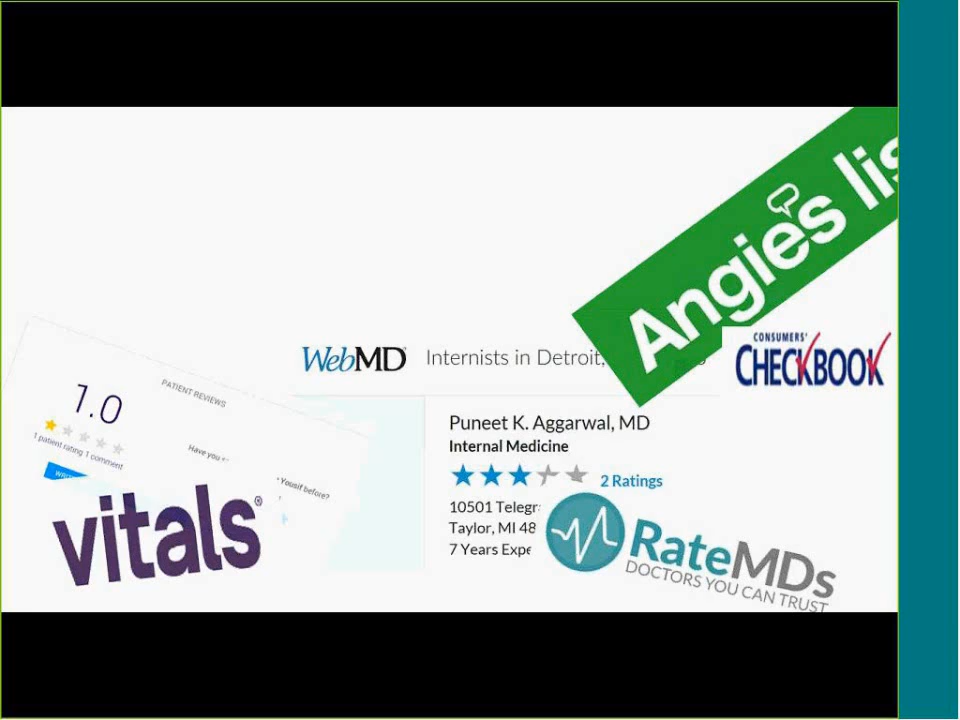 Angies lis
CONSUMERS'
CHECKBOOK
WebMD Internists in Detroit,
PATIENT REVIEWS
1.0
1 patient rating 1 comment
Have you
Yousif before?
vitals®
Puneet K. Aggarwal, MD
Internal Medicine
2 Ratings
10501 Telegr
Taylor, MI 48
7 Years Expe
RateMDs
DOCTORS YOU CAN TRUST